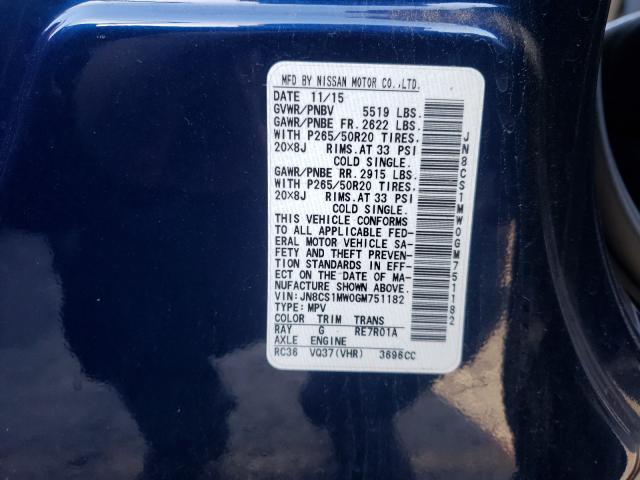 MFD BY NISSAN MOTOR CO.,LTD.
DATE 11/15
GVWR/PNBV 5519 LBS.
GAWR/PNBE FR. 2622 LBS.
WITH P265/50R20 TIRES.
20×8J RIMS. AT 33 PSI
COLD SINGLE.
GAWR/PNBE RR. 2915 LBS.
WITH P265/50R20 TIRES.
20×8J RIMS. AT 33 PSI
COLD SINGLE.
THIS VEHICLE CONFORMS
TO ALL APPLICABLE FED-
ERAL MOTOR VEHICLE SA-
FETY AND THEFT PREVEN-
TION STANDARDS IN EFF-
ECT ON THE DATE OF MA-
NUFACTURE SHOWN ABOVE.
VIN: JN8CS1MW0GM751182
TYPE: MPV
COLOR TRIM TRANS
RAY G RE7R01A
AXLE ENGINE
RC36 VQ37(VHR) 3696CC
JN8CS1MW0GM751182